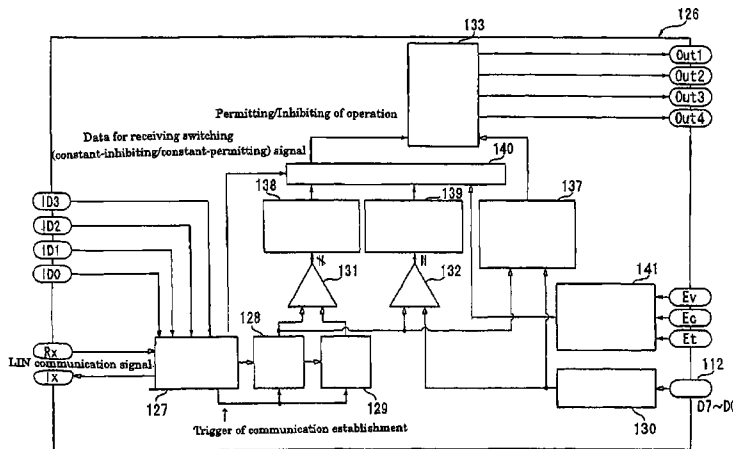 133
126
Out1
Out2
Out3
Out4
Permitting/Inhibiting of operation
Data for receiving switching
(constant-inhibiting/constant-permitting) signal
140
138
139
137
ID3
ID2
ID1
ID0
131
132
141
Ev
Ec
Et
128
Rx
LIN communication signal
Tx
127
129
130
112
D7~D0
Trigger of communication establishment